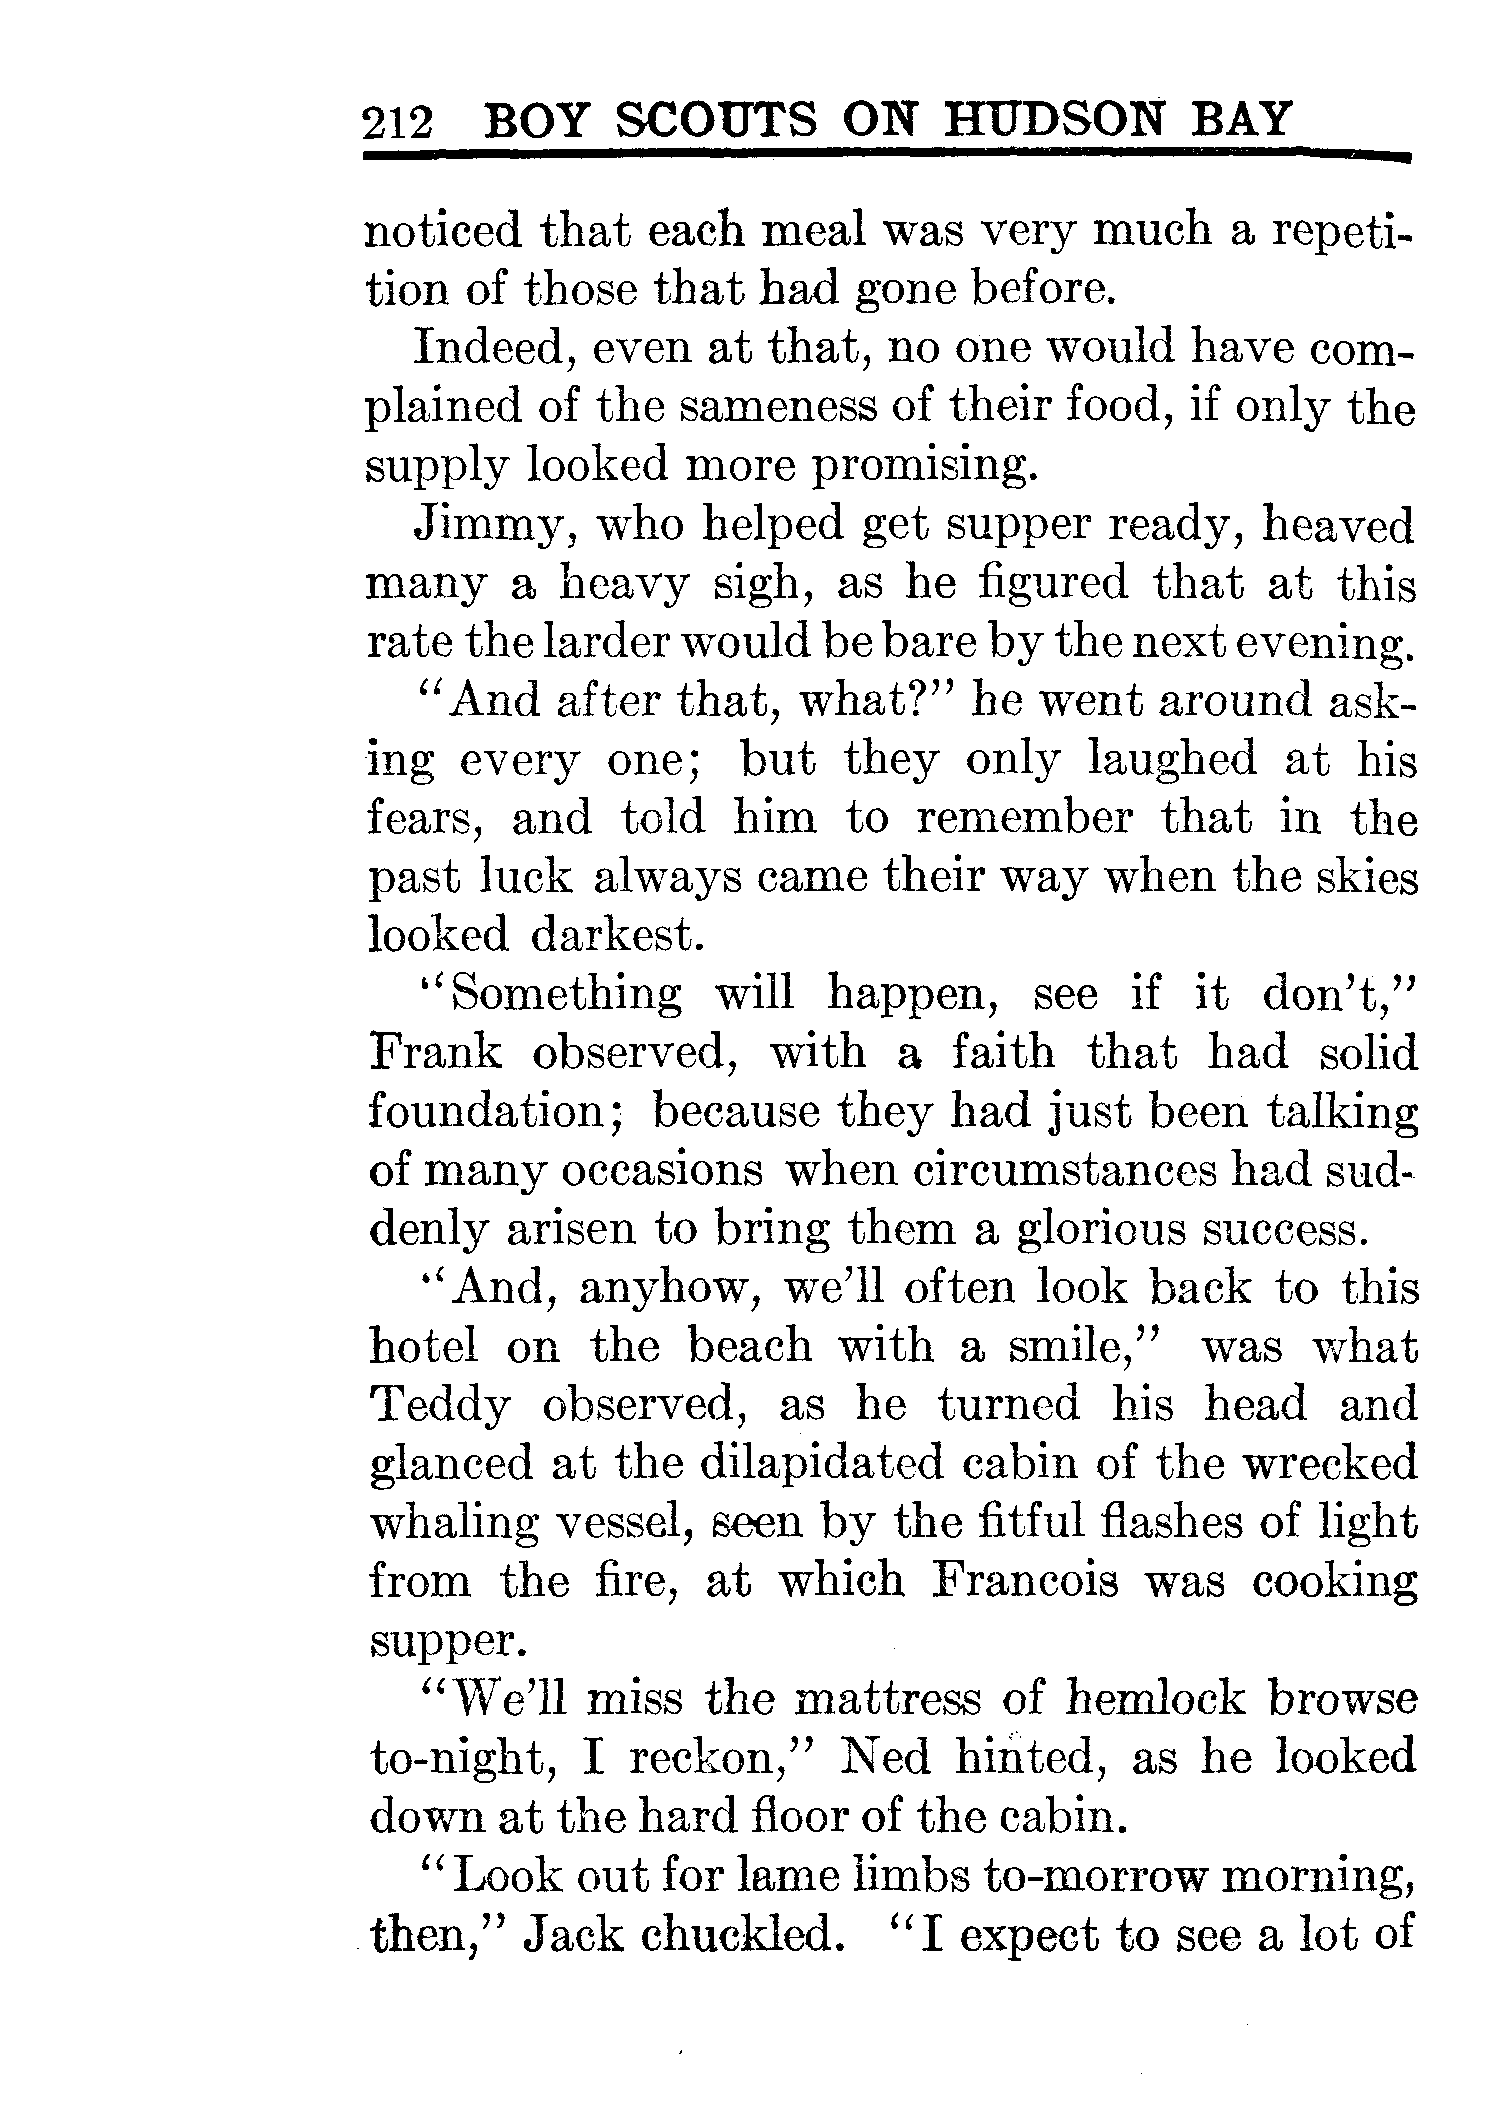 212 BOY SCOUTS ON HUDSON BAY
noticed that each meal was very much a repeti-
tion of those that had gone before.
Indeed, even at that, no one would have com-
plained of the sameness of their food, if only the
supply looked more promising.
Jimmy, who helped get supper ready, heaved
many a heavy sigh, as he figured that at this
rate the larder would be bare by the next evening.
"And after that, what?" he went around ask-
ing every one; but they only laughed at his
fears, and told him to remember that in the
past luck always came their way when the skies
looked darkest.
"Something will happen, see if it don't,"
Frank observed, with a faith that had solid
foundation; because they had just been talking
of many occasions when circumstances had sud-
denly arisen to bring them a glorious success.
"And, anyhow, we'll often look back to this
hotel on the beach with a smile," was what
Teddy observed, as he turned his head and
glanced at the dilapidated cabin of the wrecked
whaling vessel, seen by the fitful flashes of light
from the fire, at which Francois was cooking
supper.
"We'll miss the mattress of hemlock browse
to-night, I reckon," Ned hinted, as he looked
down at the hard floor of the cabin.
"Look out for lame limbs to-morrow morning,
then," Jack chuckled. "I expect to see a lot of